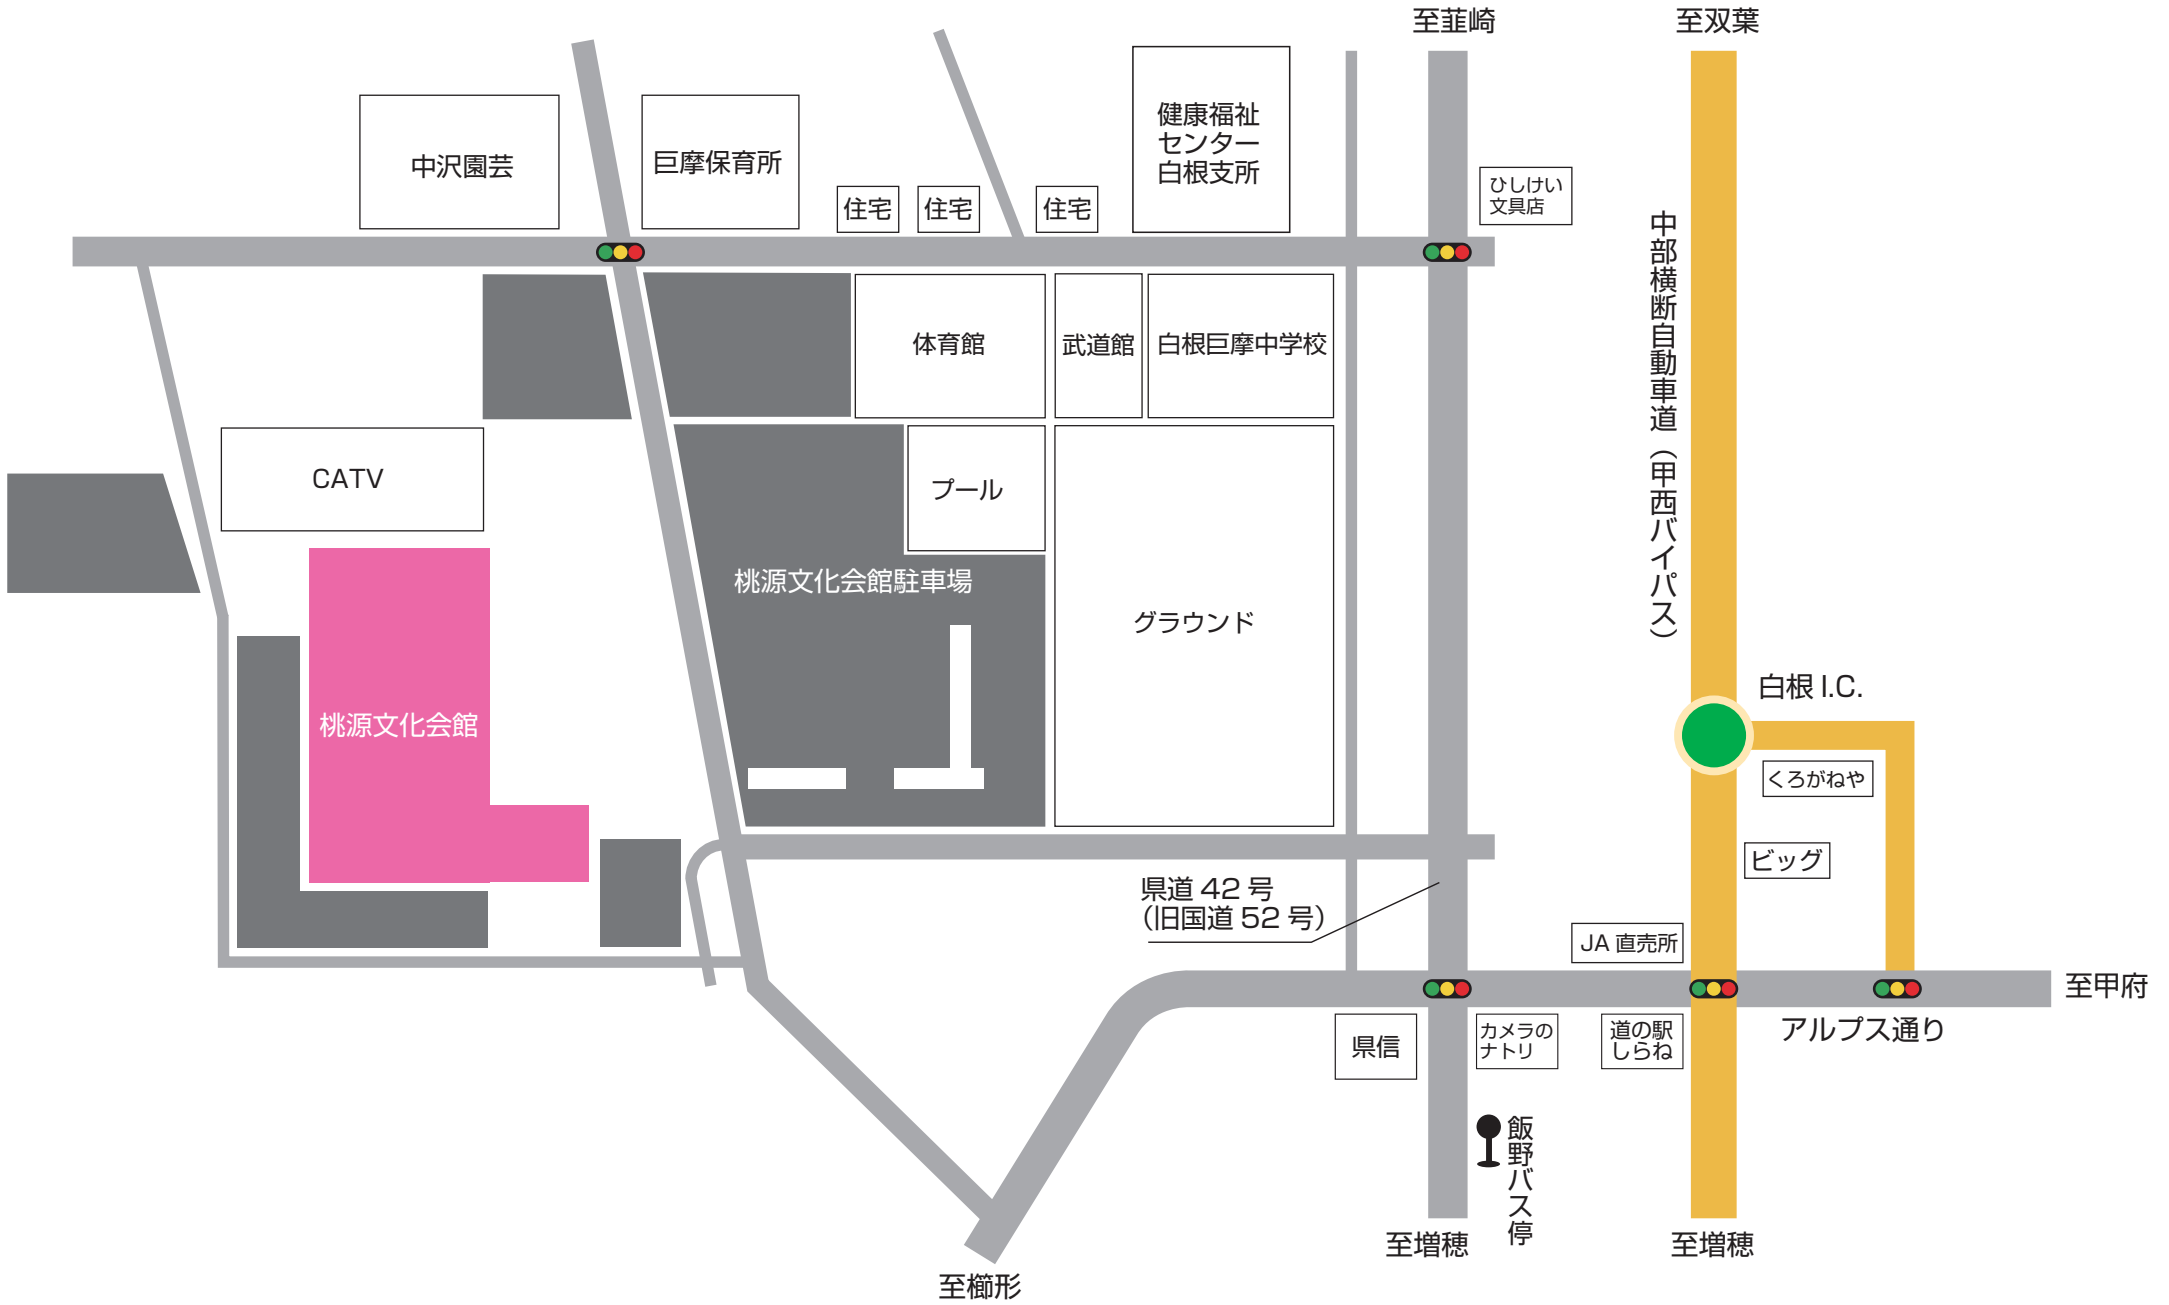 至韮崎
至双葉
健康福祉
センター
白根支所
中沢園芸
巨摩保育所
住宅
住宅
住宅
ひしけい
文具店
中部横断自動車道（甲西バイパス）
体育館
武道館
白根巨摩中学校
CATV
プール
桃源文化会館駐車場
グラウンド
白根 I.C.
桃源文化会館
くろがねや
ビッグ
県道 42 号
（旧国道 52 号）
JA 直売所
至甲府
アルプス通り
県信
カメラの
ナトリ
道の駅
しらね
飯野バス停
至増穂
至増穂
至櫛形